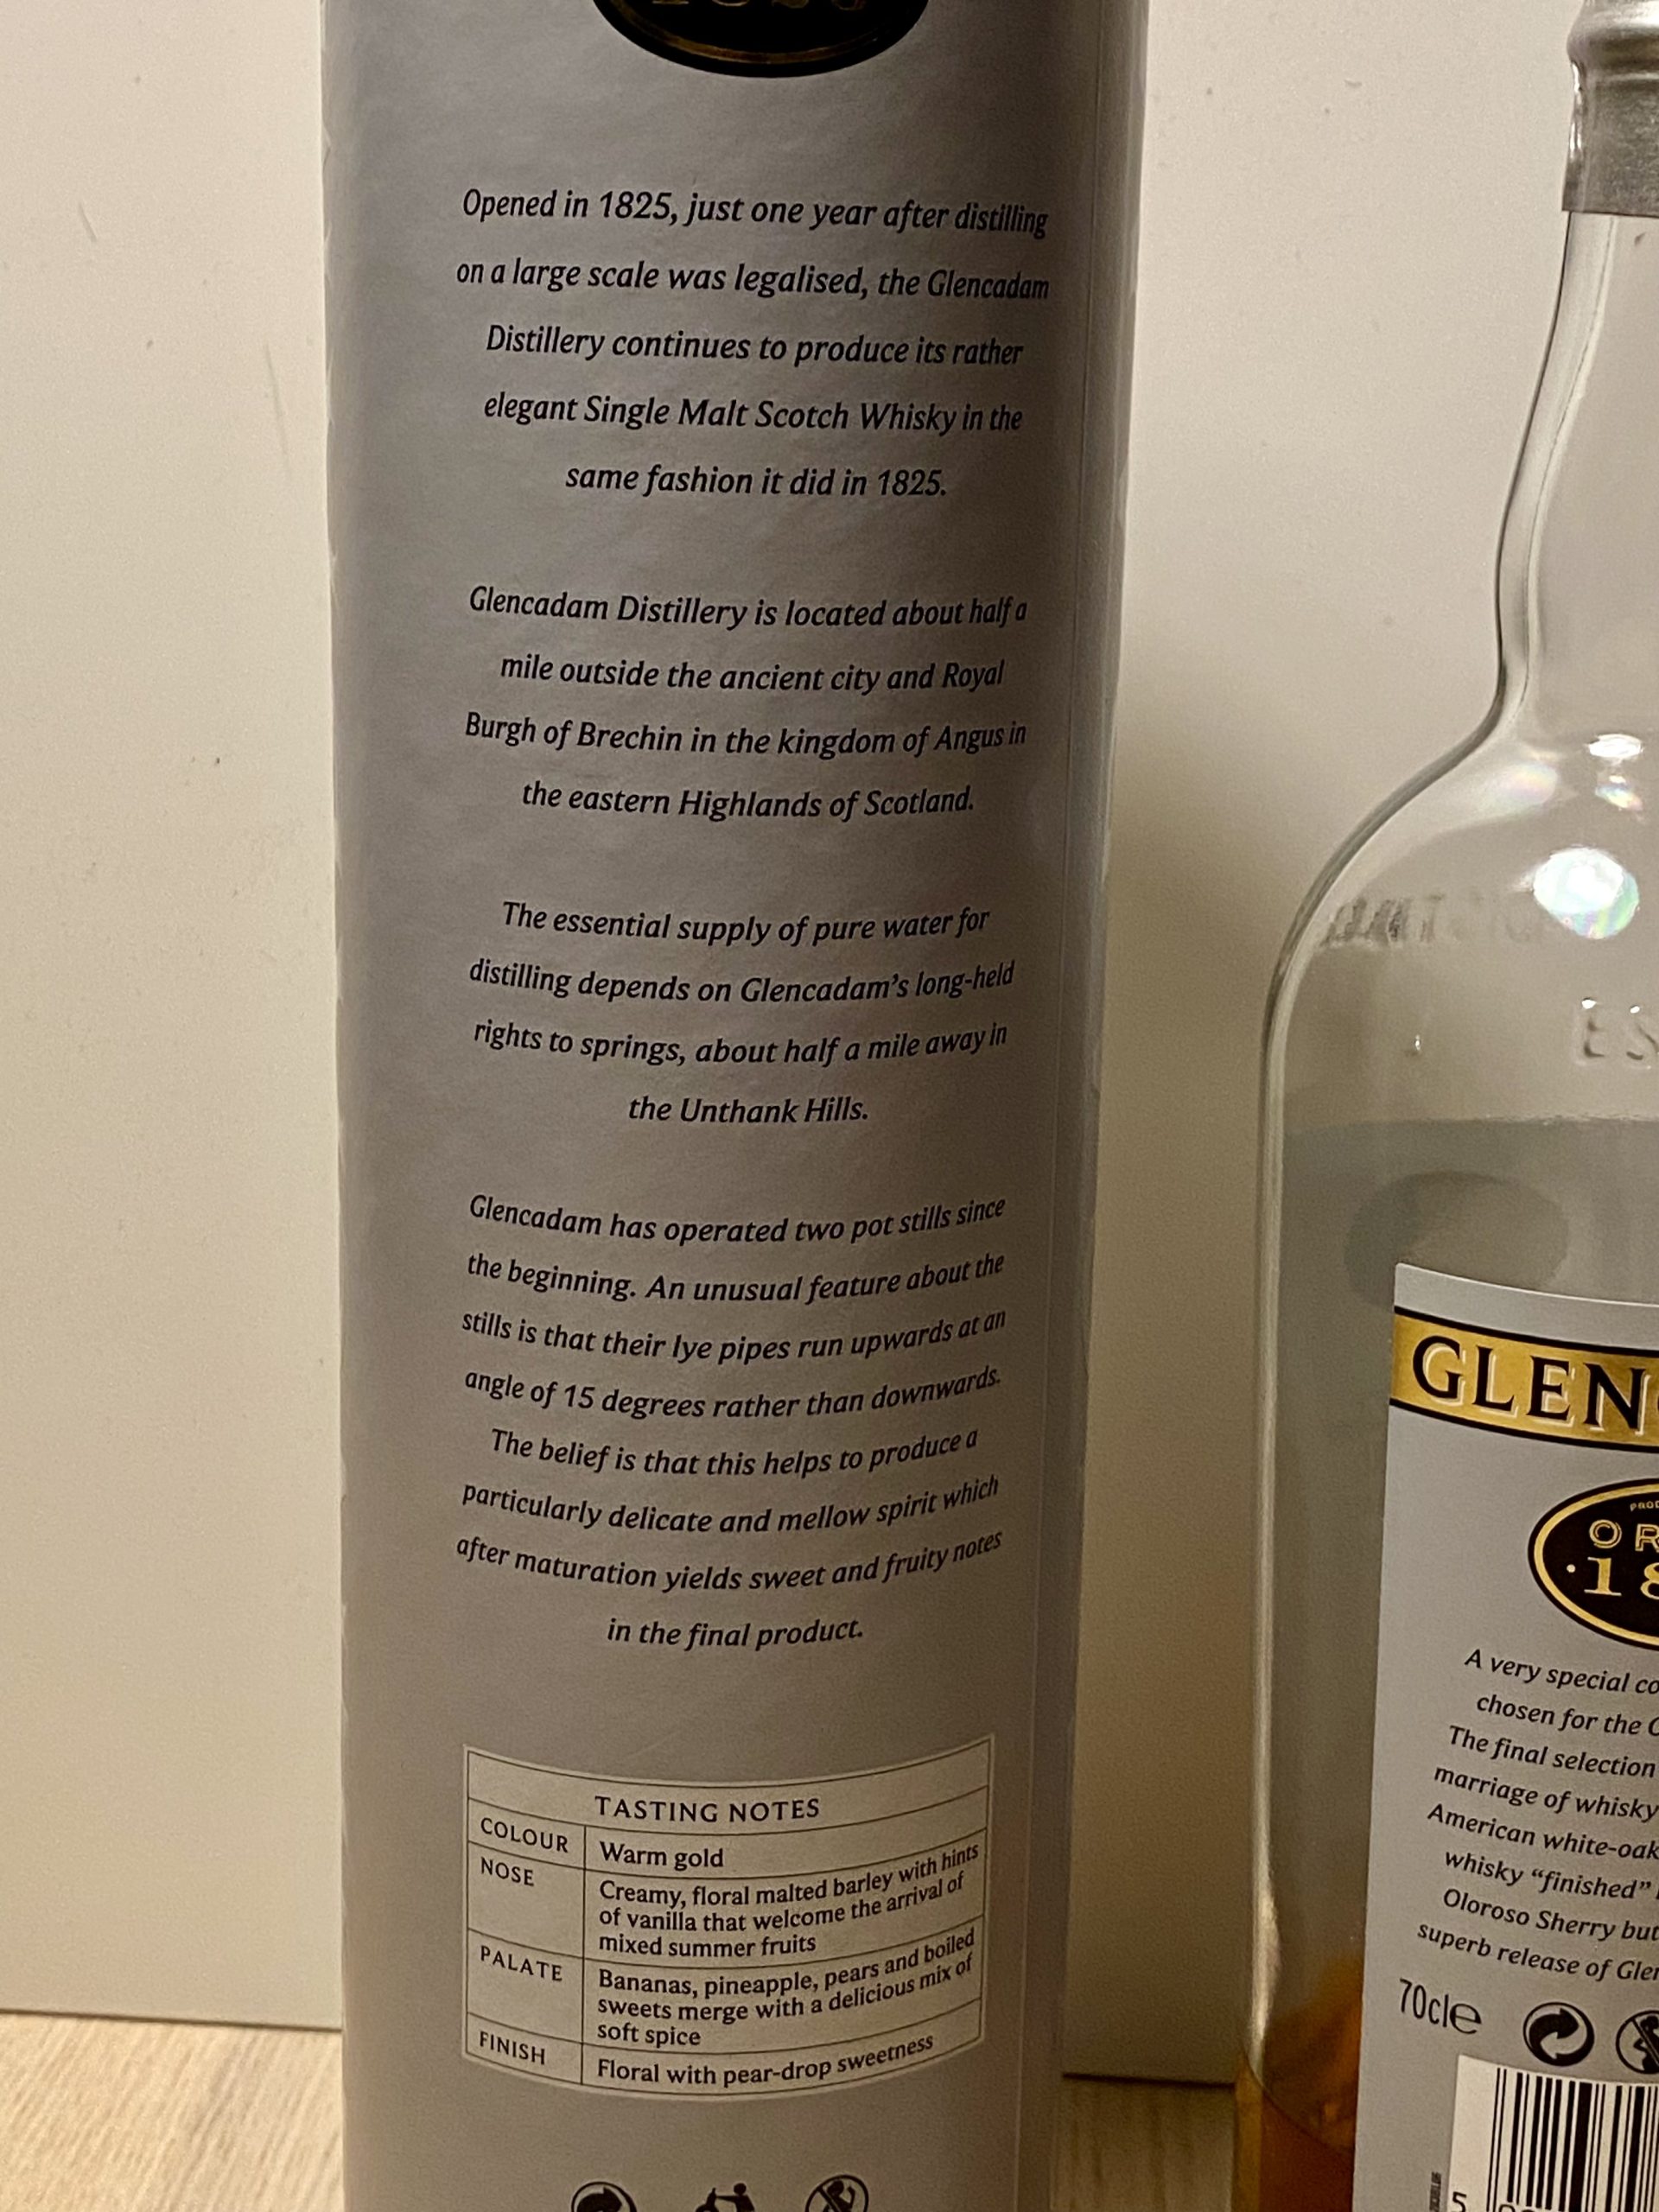 Opened in 1825, just one year after distilling
on a large scale was legalised, the Glencadam
Distillery continues to produce its rather
elegant Single Malt Scotch Whisky in the
same fashion it did in 1825.
Glencadam Distillery is located about half a
mile outside the ancient city and Royal
Burgh of Brechin in the kingdom of Angus in
the eastern Highlands of Scotland.
The essential supply of pure water for
distilling depends on Glencadam's long-held
rights to springs, about half a mile away in
the Unthank Hills.
Glencadam has operated two pot stills since
the beginning. An unusual feature about the
stills is that their lye pipes run upwards at an
angle of 15 degrees rather than downwards.
The belief is that this helps to produce a
particularly delicate and mellow spirit which
after maturation yields sweet and fruity notes
in the final product.
TASTING NOTES
COLOUR Warm gold
NOSE Creamy, floral malted barley with hints
of vanilla that welcome the arrival of
mixed summer fruits
PALATE Bananas, pineapple, pears and boiled
sweets merge with a delicious mix of
soft spice
FINISH Floral with pear-drop sweetness
A very special
chosen for the
The final selection
marriage of whisky
American white-oak
whisky "finished"
Oloroso Sherry
superb release of
70cl e
5